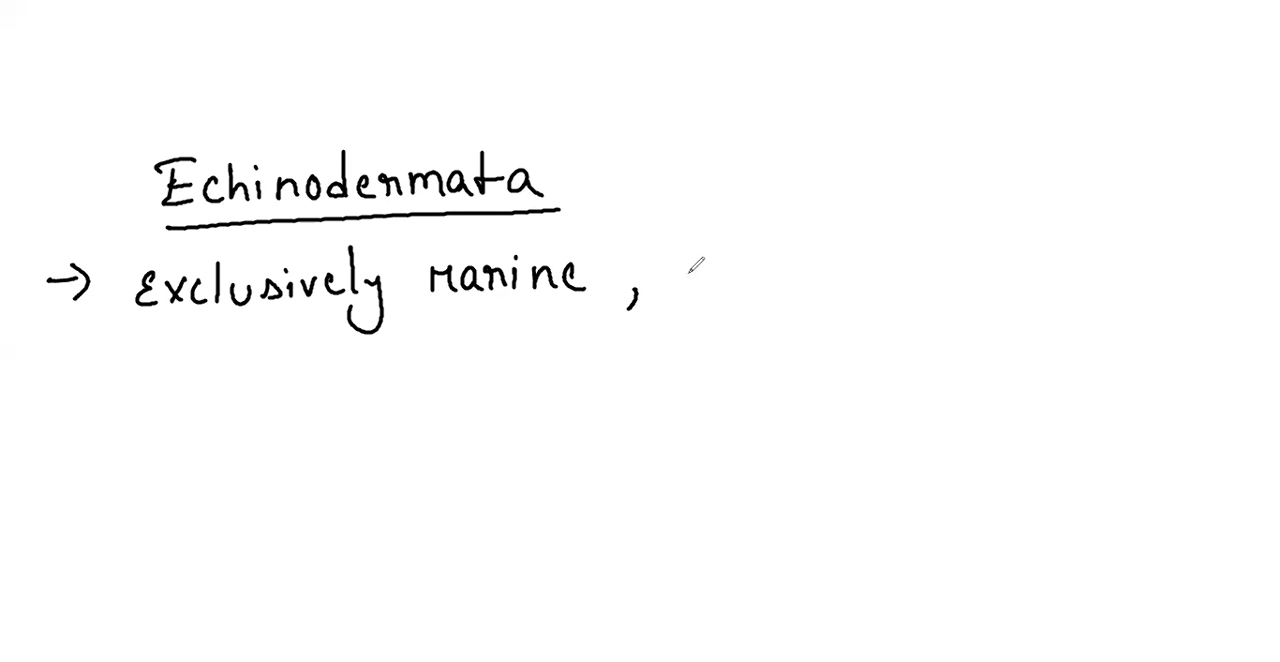 Echinodermata
→ Exclusively marine ,